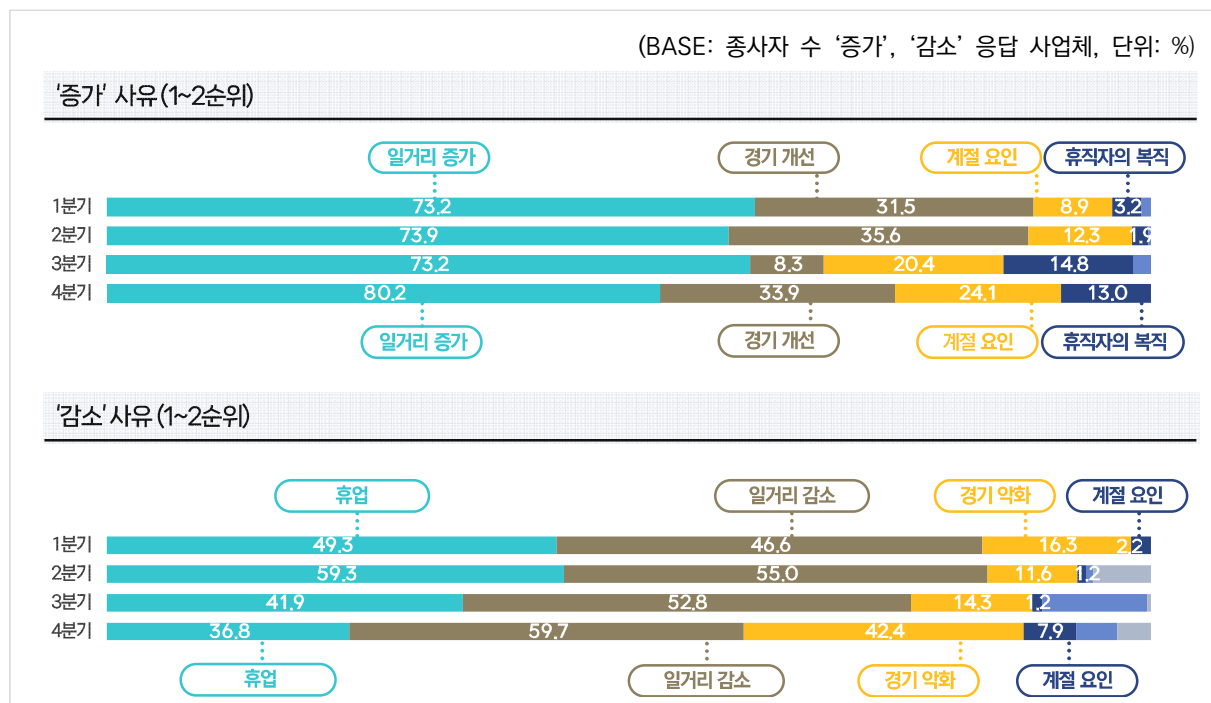 (BASE: 종사자 수 ‘증가’, ‘감소’ 응답 사업체, 단위: %)
'증가' 사유(1~2순위)
일거리 증가 경기 개선 계절 요인 휴직자의 복직
1분기 73.2 31.5 8.9 3.2
2분기 73.9 35.6 12.3 1.9
3분기 73.2 8.3 20.4 14.8
4분기 80.2 33.9 24.1 13.0
일거리 증가 경기 개선 계절 요인 휴직자의 복직
'감소' 사유(1~2순위)
휴업 일거리 감소 경기 악화 계절 요인
1분기 49.3 46.6 16.3 2.2
2분기 59.3 55.0 11.6 1.2
3분기 41.9 52.8 14.3 1.2
4분기 36.8 59.7 42.4 7.9
휴업 일거리 감소 경기 악화 계절 요인